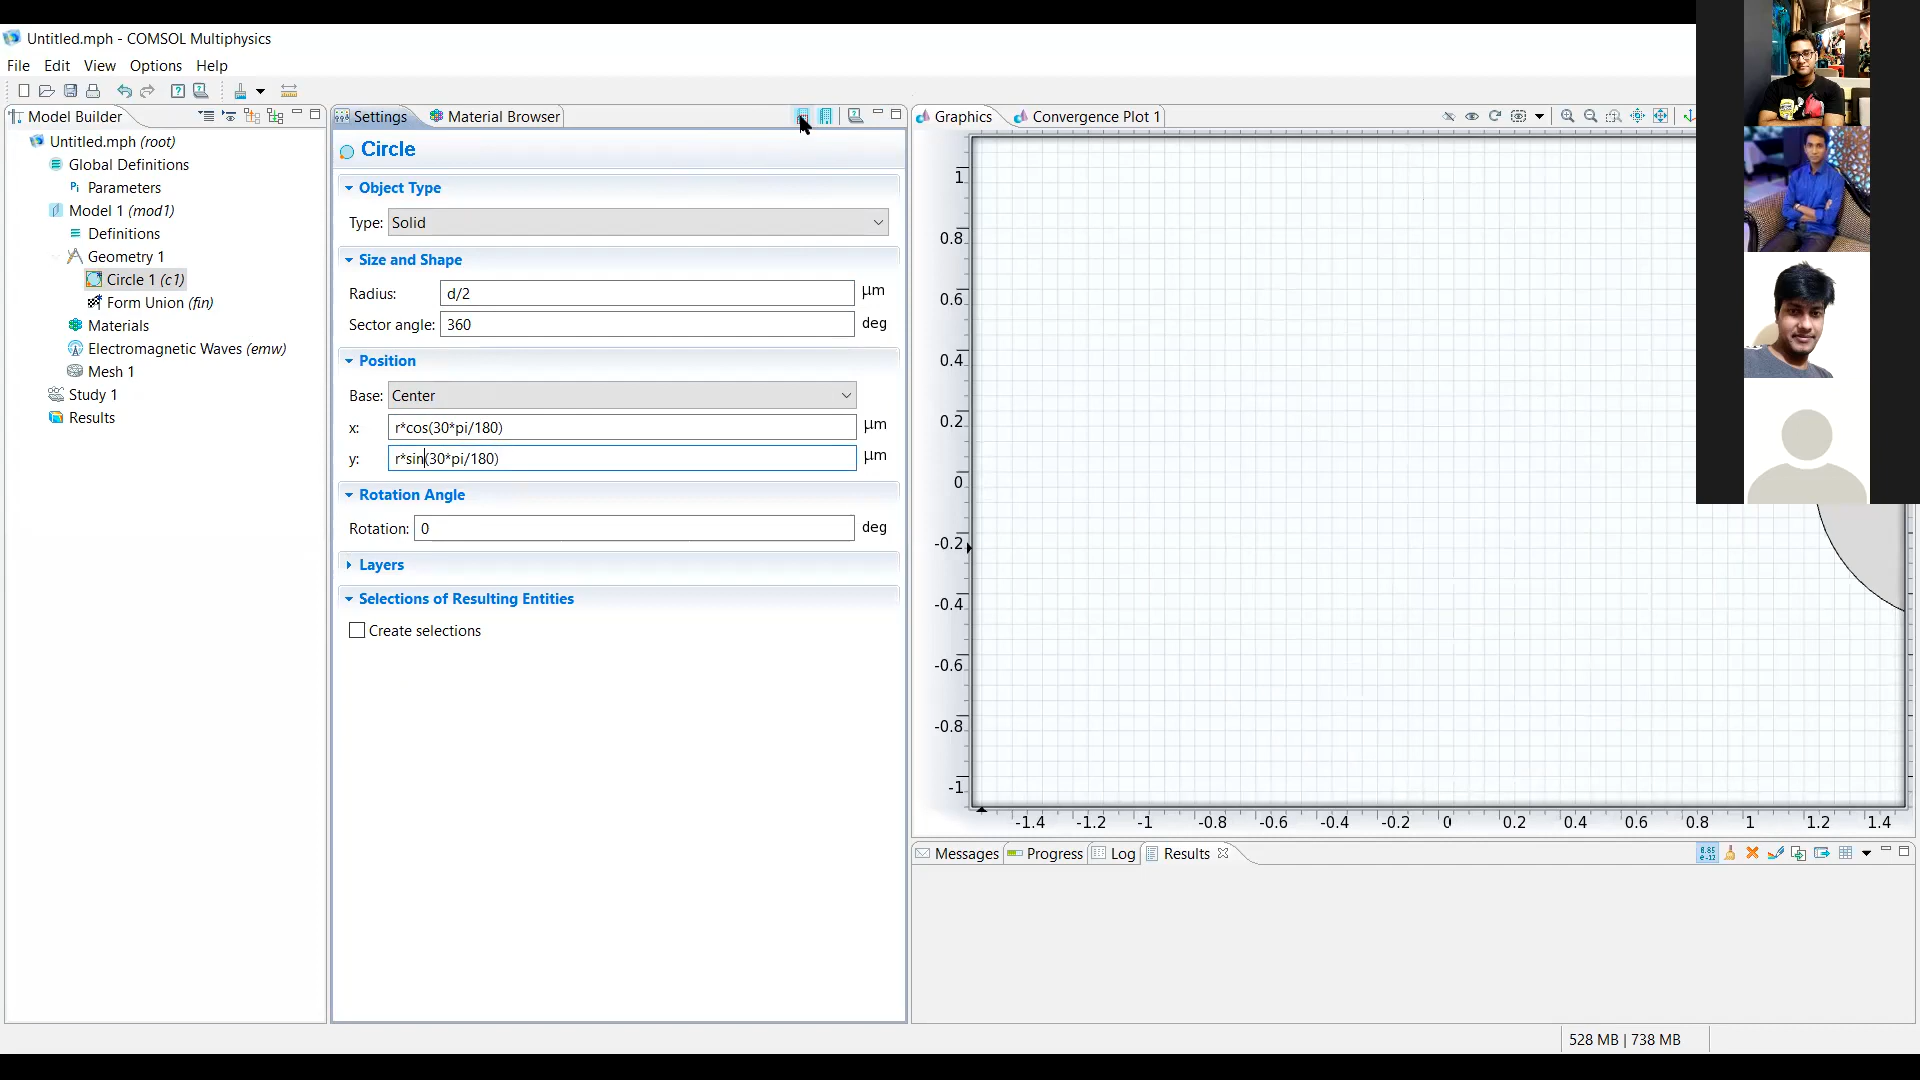 Untitled.mph - COMSOL Multiphysics
File Edit View Options Help
Model Builder
Untitled.mph (root)
Global Definitions
Pi Parameters
Model 1 (mod1)
Definitions
Geometry 1
Circle 1 (c1)
Form Union (fin)
Materials
Electromagnetic Waves (emw)
Mesh 1
Study 1
Results
Settings Material Browser
Circle
Object Type
Type: Solid
Size and Shape
Radius: d/2 μm
Sector angle: 360 deg
Position
Base: Center
x: r*cos(30*pi/180) μm
y: r*sin(30*pi/180) μm
Rotation Angle
Rotation: 0 deg
Layers
Selections of Resulting Entities
Create selections
Graphics Convergence Plot 1
1
0.8
0.6
0.4
0.2
0
-0.2
-0.4
-0.6
-0.8
-1
-1.4 -1.2 -1 -0.8 -0.6 -0.4 -0.2 0 0.2 0.4 0.6 0.8 1 1.2 1.4
Messages Progress Log Results
8.85
e-12
528 MB | 738 MB